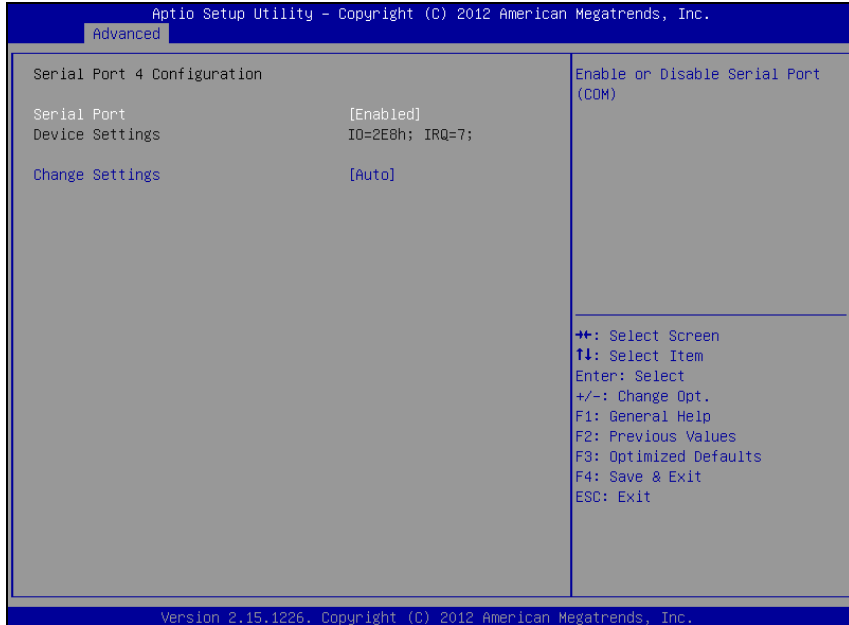 Aptio Setup Utility – Copyright (C) 2012 American Megatrends, Inc.
Advanced
Serial Port 4 Configuration
Serial Port [Enabled]
Device Settings IO=2E8h; IRQ=7;
Change Settings [Auto]
Enable or Disable Serial Port
(COM)
→←: Select Screen
↑↓: Select Item
Enter: Select
+/-: Change Opt.
F1: General Help
F2: Previous Values
F3: Optimized Defaults
F4: Save & Exit
ESC: Exit
Version 2.15.1226. Copyright (C) 2012 American Megatrends, Inc.